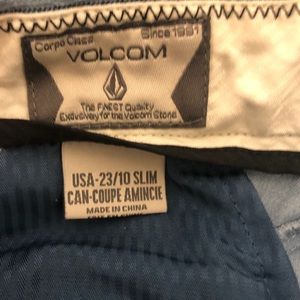 Corpo Class Since 1991
VOLCOM
The FINEST Quality
Exclusively for the Volcom Stone
USA-23/10 SLIM
CAN-COUPE AMINCIE
MADE IN CHINA